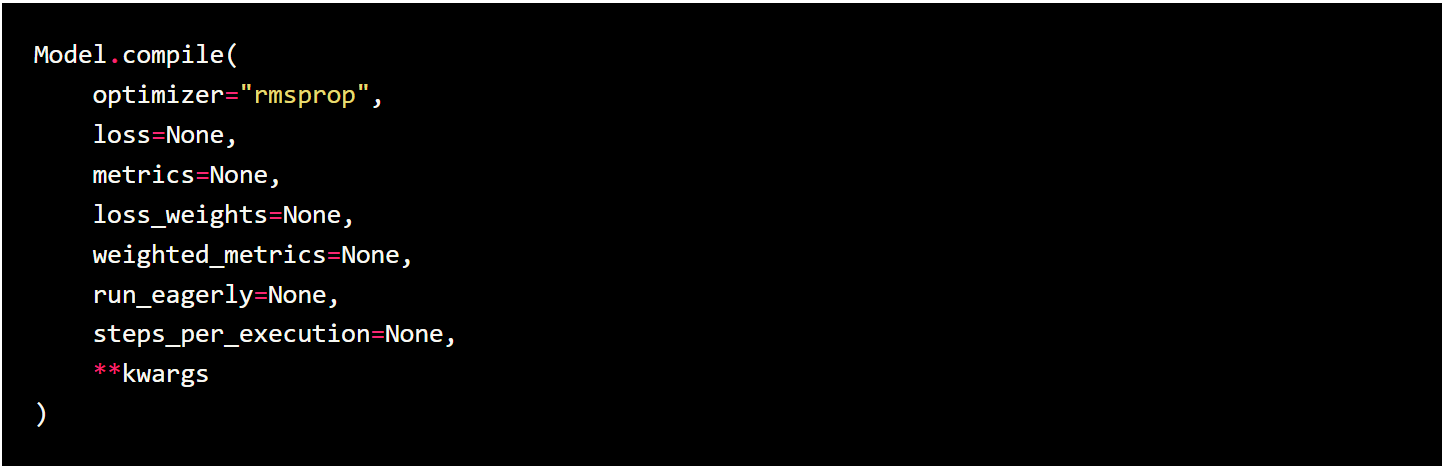 Model.compile(
    optimizer="rmsprop",
    loss=None,
    metrics=None,
    loss_weights=None,
    weighted_metrics=None,
    run_eagerly=None,
    steps_per_execution=None,
    **kwargs
)